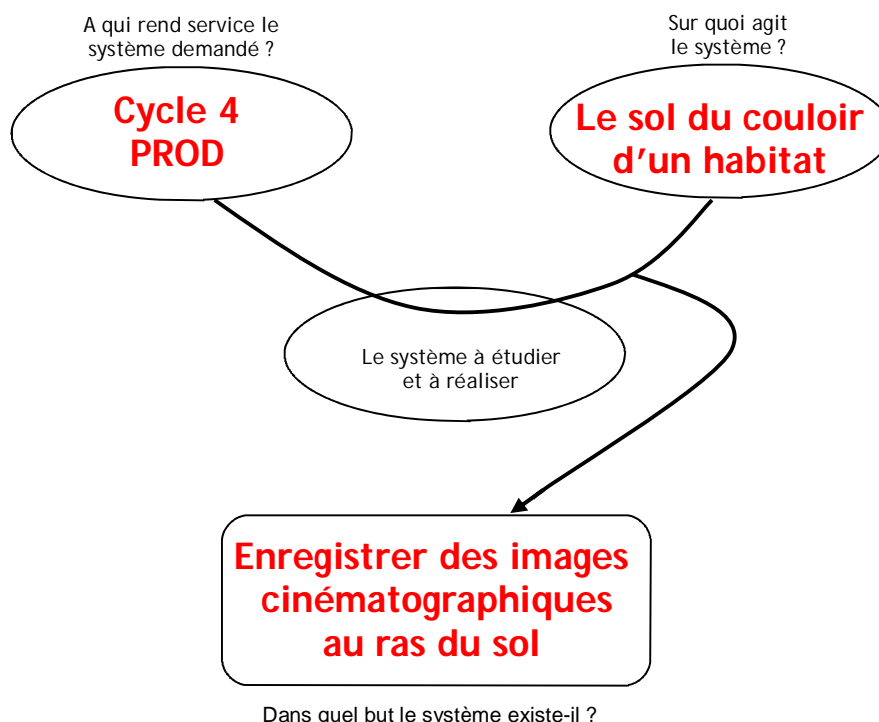 A qui rend service le
système demandé ?
Sur quoi agit
le système ?
Cycle 4
PROD
Le sol du couloir
d’un habitat
Le système à étudier
et à réaliser
Enregistrer des images
cinématographiques
au ras du sol
Dans quel but le système existe-il ?